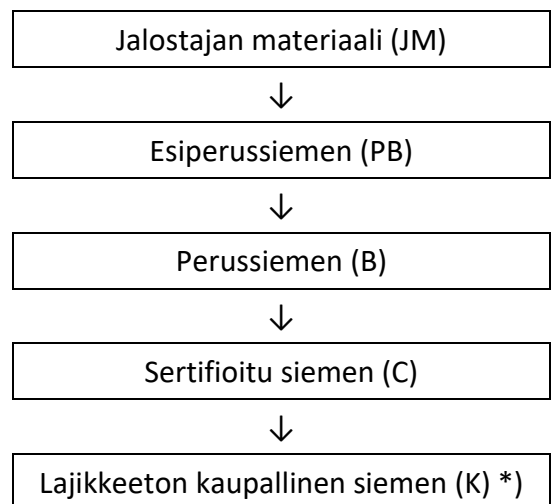 Jalostajan materiaali (JM)
↓
Esiperussiemen (PB)
↓
Perussiemen (B)
↓
Sertifioitu siemen (C)
↓
Lajikkeeton kaupallinen siemen (K) *)